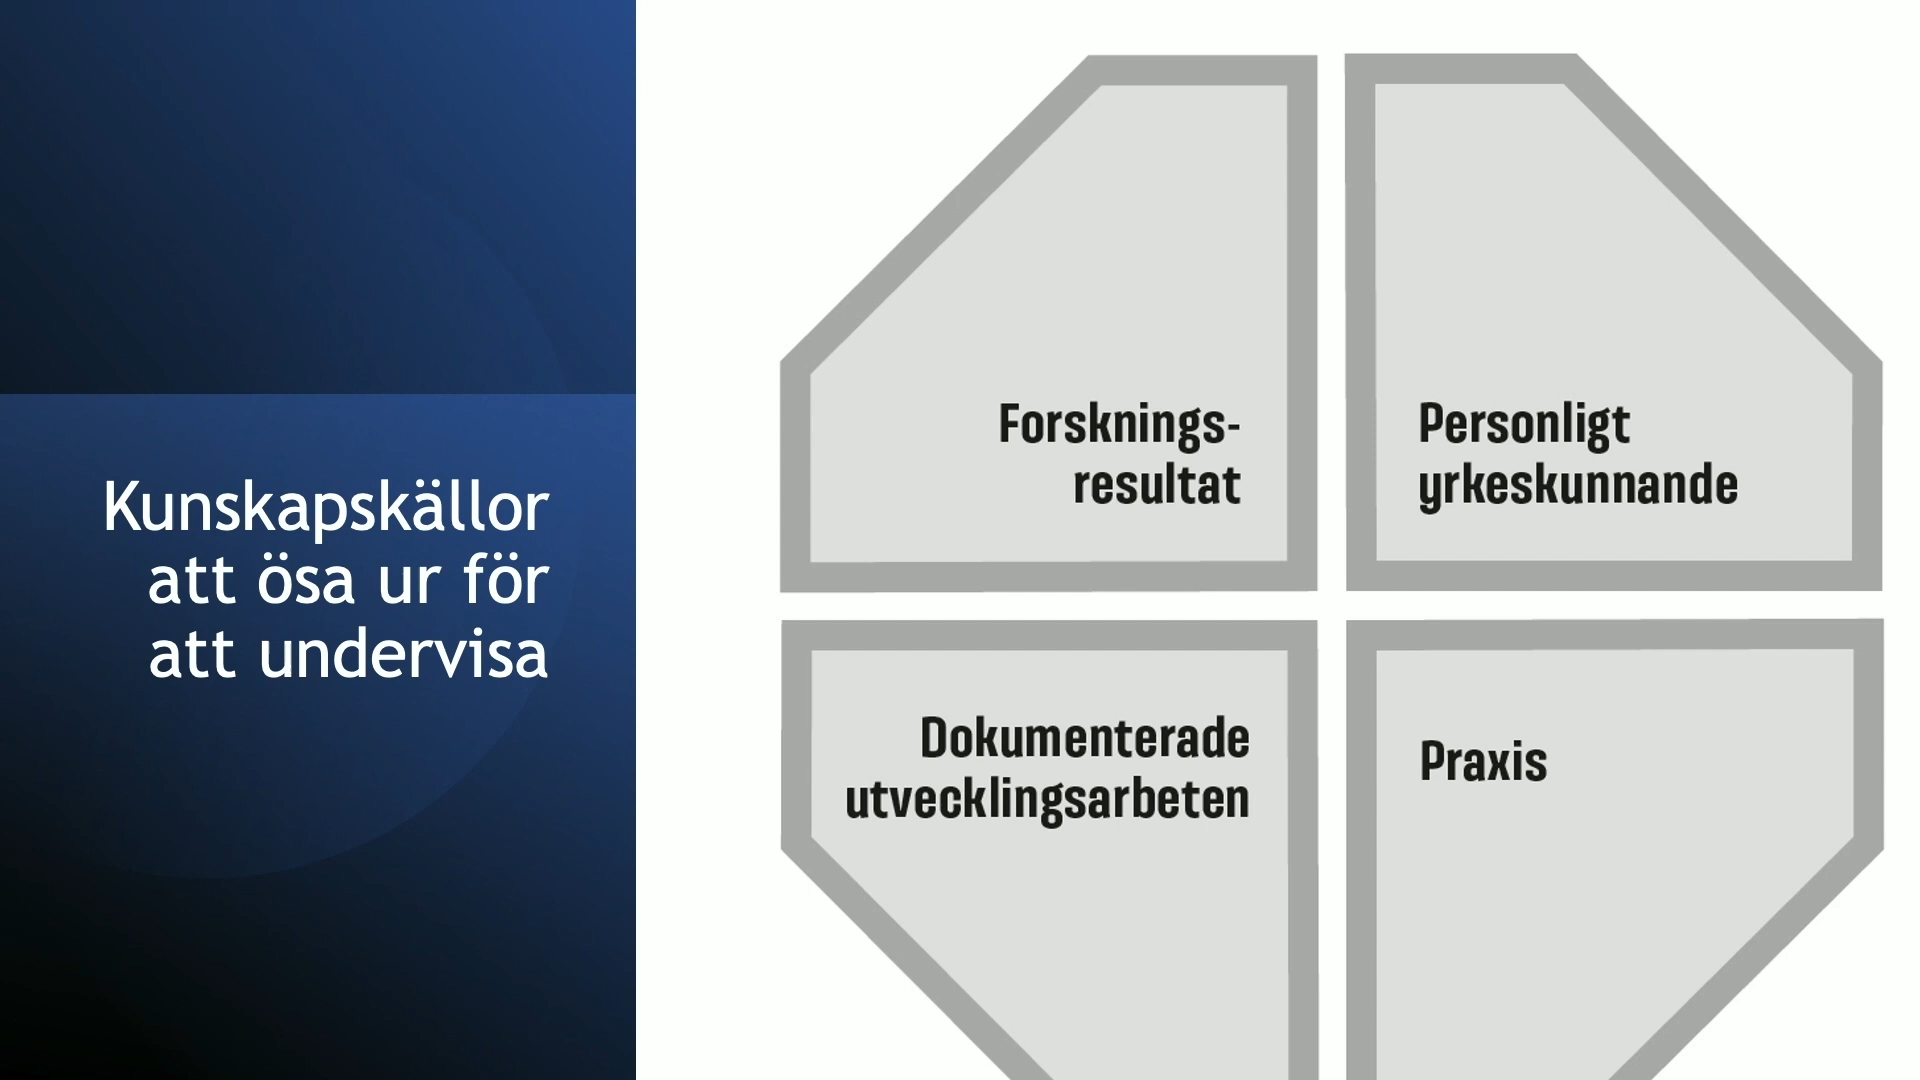 Kunskapskällor
att ösa ur för
att undervisa
Forsknings-
resultat
Personligt
yrkeskunnande
Dokumenterade
utvecklingsarbeten
Praxis